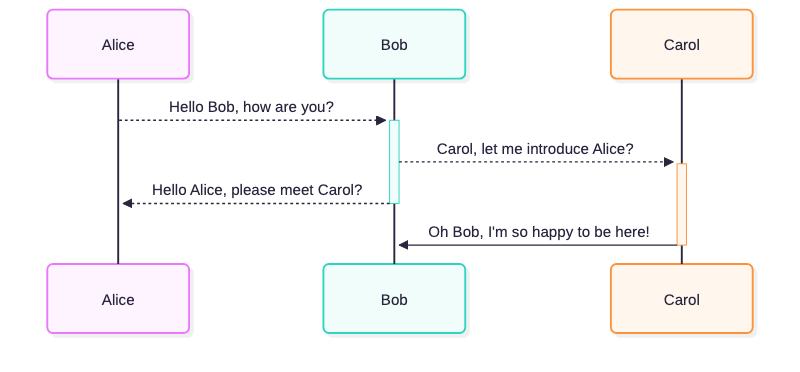 Alice
Bob
Carol
Hello Bob, how are you?
Carol, let me introduce Alice?
Hello Alice, please meet Carol?
Oh Bob, I'm so happy to be here!
Alice
Bob
Carol